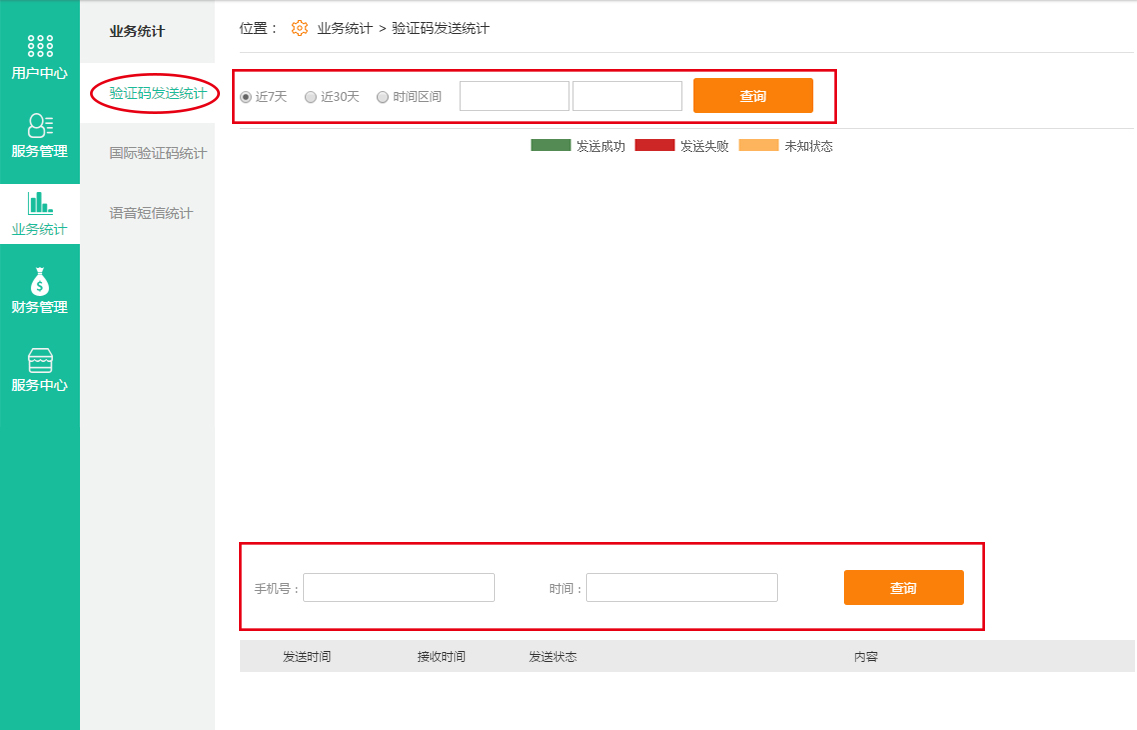 用户中心
服务管理
业务统计
财务管理
服务中心
业务统计
验证码发送统计
国际验证码统计
语音短信统计
位置： 业务统计 > 验证码发送统计
近7天 近30天 时间区间 查询
发送成功 发送失败 未知状态
手机号： 时间： 查询
发送时间 接收时间 发送状态 内容